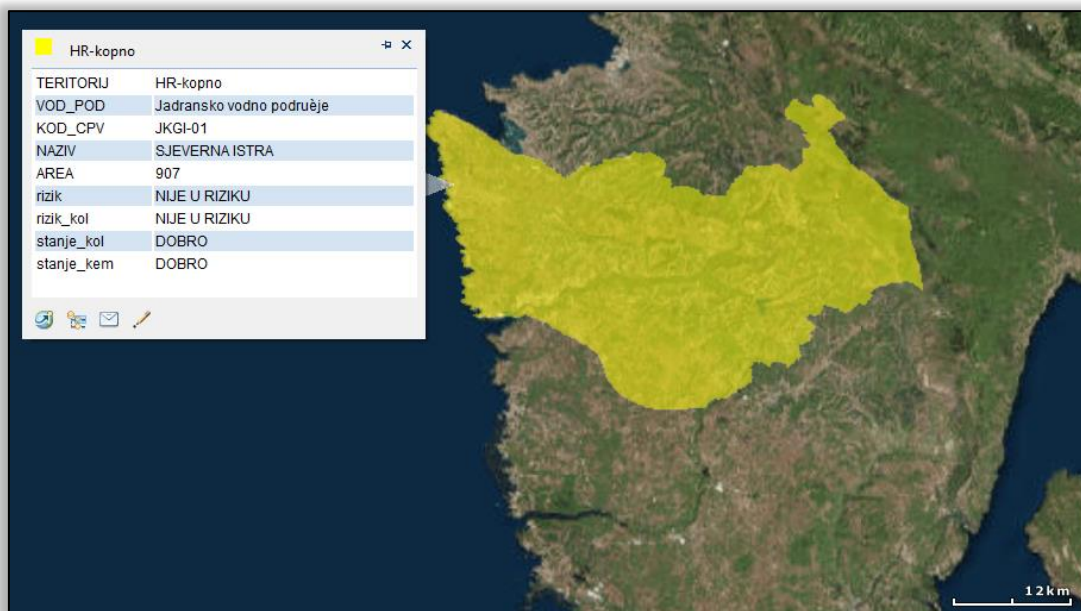 HR-kopno
TERITORIJ HR-kopno
VOD_POD Jadransko vodno podruèje
KOD_CPV JKGI-01
NAZIV SJEVERNA ISTRA
AREA 907
rizik NIJE U RIZIKU
rizik_kol NIJE U RIZIKU
stanje_kol DOBRO
stanje_kem DOBRO
12km